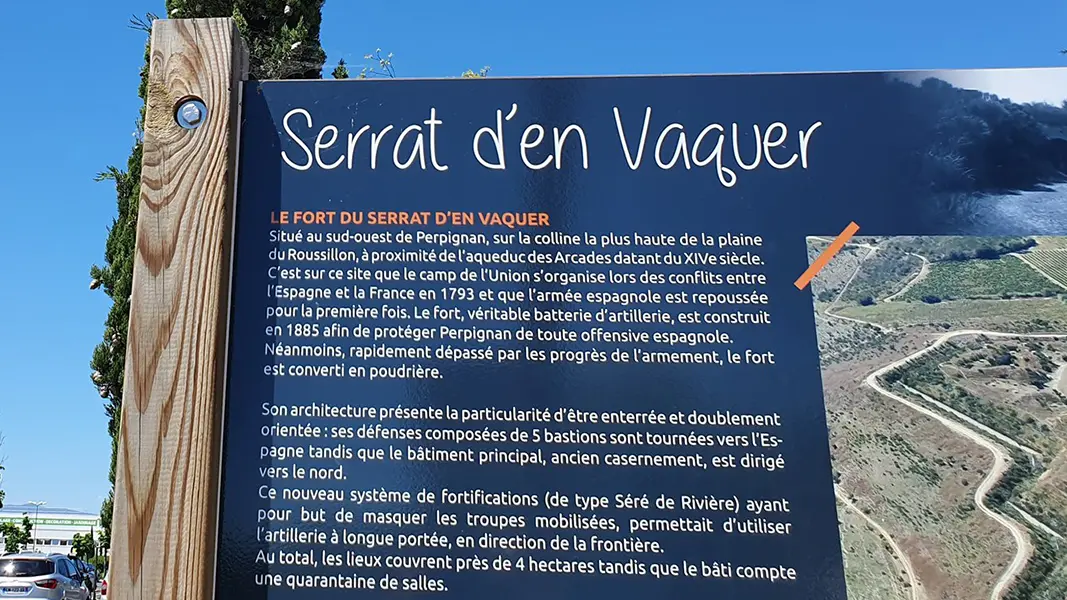 Serrat d'en Vaquer
LE FORT DU SERRAT D'EN VAQUER
Situé au sud-ouest de Perpignan, sur la colline la plus haute de la plaine
du Roussillon, à proximité de l'aqueduc des Arcades datant du XIVe siècle.
C'est sur ce site que le camp de l'Union s'organise lors des conflits entre
l'Espagne et la France en 1793 et que l'armée espagnole est repoussée
pour la première fois. Le fort, véritable batterie d'artillerie, est construit
en 1885 afin de protéger Perpignan de toute offensive espagnole.
Néanmoins, rapidement dépassé par les progrès de l'armement, le fort
est converti en poudrière.
Son architecture présente la particularité d'être enterrée et doublement
orientée : ses défenses composées de 5 bastions sont tournées vers l'Es-
pagne tandis que le bâtiment principal, ancien casernement, est dirigé
vers le nord.
Ce nouveau système de fortifications (de type Séré de Rivière) ayant
pour but de masquer les troupes mobilisées, permettait d'utiliser
l'artillerie à longue portée, en direction de la frontière.
Au total, les lieux couvrent près de 4 hectares tandis que le bâti compte
une quarantaine de salles.